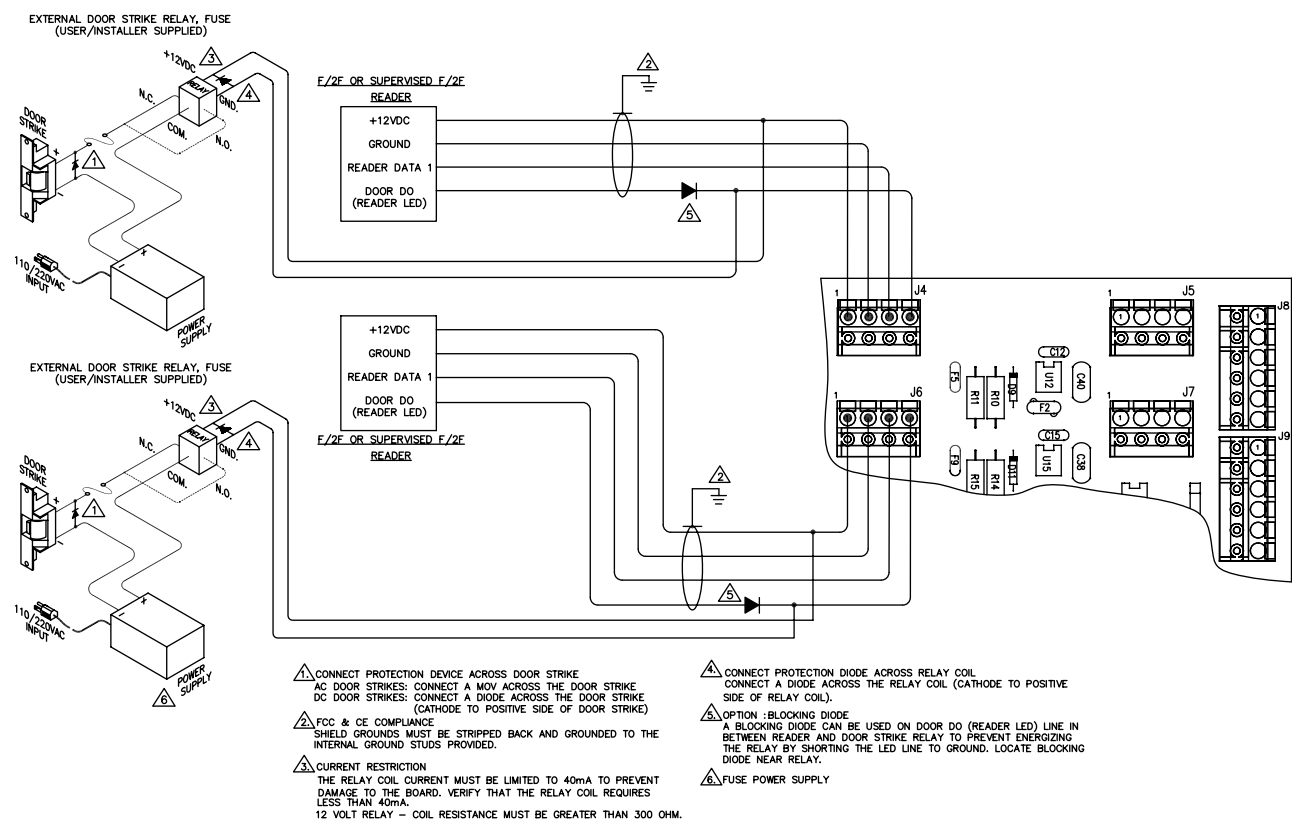 EXTERNAL DOOR STRIKE RELAY, FUSE
(USER/INSTALLER SUPPLIED)
+12VDC
3
RELAY
4
GND.
N.C.
COM.
N.O.
DOOR
STRIKE
+
1
-
110/220VAC
INPUT
- +
POWER
SUPPLY
F/2F OR SUPERVISED F/2F
READER
+12VDC
GROUND
READER DATA 1
DOOR DO
(READER LED)
2
5
+12VDC
GROUND
READER DATA 1
DOOR DO
(READER LED)
F/2F OR SUPERVISED F/2F
READER
2
5
EXTERNAL DOOR STRIKE RELAY, FUSE
(USER/INSTALLER SUPPLIED)
+12VDC
3
RELAY
4
GND.
N.C.
COM.
N.O.
DOOR
STRIKE
+
1
-
110/220VAC
INPUT
- +
POWER
SUPPLY
6
1 J4
1 J5
1
J8
1
J6
J7
1
J9
1
F5
R11
R10
D9
C12
U12
C40
F2
F9
R15
R14
D11
C15
U15
C38
1. CONNECT PROTECTION DEVICE ACROSS DOOR STRIKE
AC DOOR STRIKES: CONNECT A MOV ACROSS THE DOOR STRIKE
DC DOOR STRIKES: CONNECT A DIODE ACROSS THE DOOR STRIKE
(CATHODE TO POSITIVE SIDE OF DOOR STRIKE)
2. FCC & CE COMPLIANCE
SHIELD GROUNDS MUST BE STRIPPED BACK AND GROUNDED TO THE
INTERNAL GROUND STUDS PROVIDED.
3. CURRENT RESTRICTION
THE RELAY COIL CURRENT MUST BE LIMITED TO 40mA TO PREVENT
DAMAGE TO THE BOARD. VERIFY THAT THE RELAY COIL REQUIRES
LESS THAN 40mA.
12 VOLT RELAY – COIL RESISTANCE MUST BE GREATER THAN 300 OHM.
4. CONNECT PROTECTION DIODE ACROSS RELAY COIL
CONNECT A DIODE ACROSS THE RELAY COIL (CATHODE TO POSITIVE
SIDE OF RELAY COIL).
5. OPTION :BLOCKING DIODE
A BLOCKING DIODE CAN BE USED ON DOOR DO (READER LED) LINE IN
BETWEEN READER AND DOOR STRIKE RELAY TO PREVENT ENERGIZING
THE RELAY BY SHORTING THE LED LINE TO GROUND. LOCATE BLOCKING
DIODE NEAR RELAY.
6. FUSE POWER SUPPLY